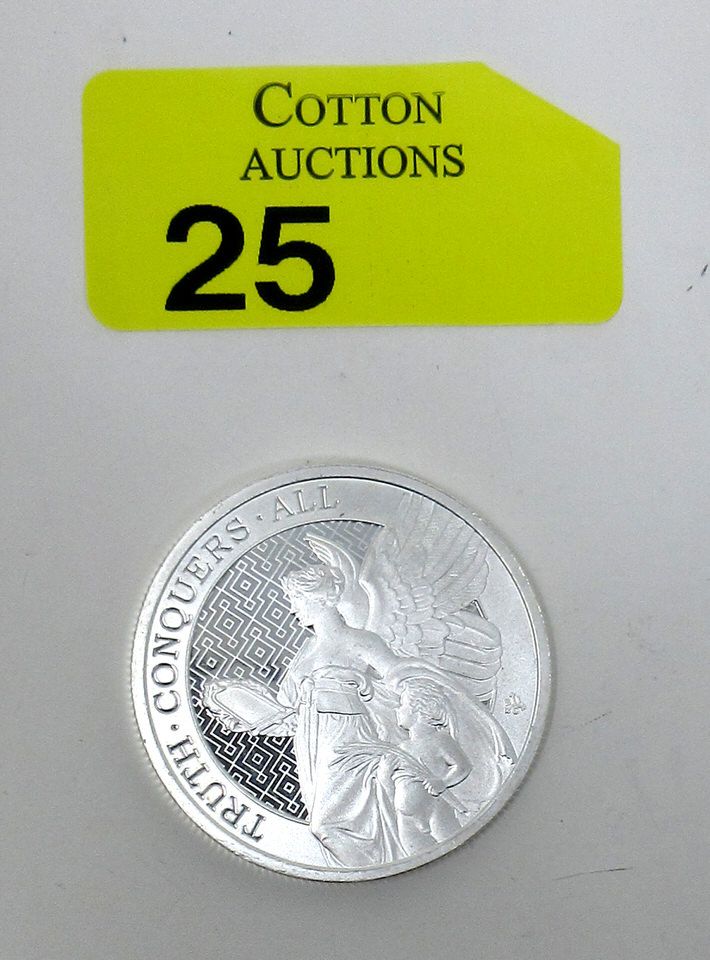 COTTON
AUCTIONS
25
TRUTH · CONQUERS · ALL